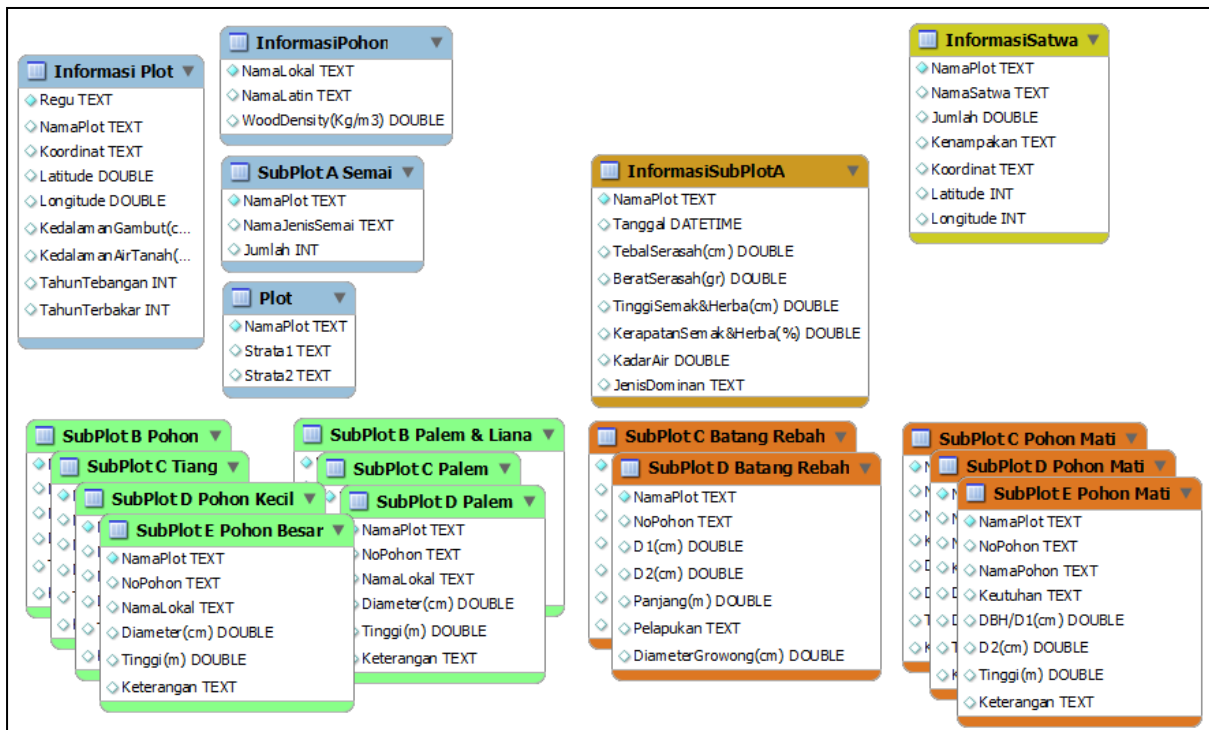 Informasi Plot
Regu TEXT
NamaPlot TEXT
Koordinat TEXT
Latitude DOUBLE
Longitude DOUBLE
KedalamanGambut(c...
KedalamanAirTanah(...
TahunTebangan INT
TahunTerbakar INT
InformasiPohon
NamaLokal TEXT
NamaLatin TEXT
WoodDensity(Kg/m3) DOUBLE
SubPlot A Semai
NamaPlot TEXT
NamaJenisSemai TEXT
Jumlah INT
Plot
NamaPlot TEXT
Strata1 TEXT
Strata2 TEXT
InformasiSubPlotA
NamaPlot TEXT
Tanggal DATETIME
TebalSerasah(cm) DOUBLE
BeratSerasah(gr) DOUBLE
TinggiSemak&Herba(cm) DOUBLE
KerapatanSemak&Herba(%) DOUBLE
KadarAir DOUBLE
JenisDominan TEXT
InformasiSatwa
NamaPlot TEXT
NamaSatwa TEXT
Jumlah DOUBLE
Kenampakan TEXT
Koordinat TEXT
Latitude INT
Longitude INT
SubPlot B Pohon
SubPlot C Tiang
SubPlot D Pohon Kecil
SubPlot E Pohon Besar
NamaPlot TEXT
NoPohon TEXT
NamaLokal TEXT
Diameter(cm) DOUBLE
Tinggi(m) DOUBLE
Keterangan TEXT
SubPlot B Palem & Liana
SubPlot C Palem
SubPlot D Palem
NamaPlot TEXT
NoPohon TEXT
NamaLokal TEXT
Diameter(cm) DOUBLE
Tinggi(m) DOUBLE
Keterangan TEXT
SubPlot C Batang Rebah
SubPlot D Batang Rebah
NamaPlot TEXT
NoPohon TEXT
D1(cm) DOUBLE
D2(cm) DOUBLE
Panjang(m) DOUBLE
Pelapukan TEXT
DiameterGrowong(cm) DOUBLE
SubPlot C Pohon Mati
SubPlot D Pohon Mati
SubPlot E Pohon Mati
NamaPlot TEXT
NoPohon TEXT
NamaPohon TEXT
Keutuhan TEXT
DBH/D1(cm) DOUBLE
D2(cm) DOUBLE
Tinggi(m) DOUBLE
Keterangan TEXT